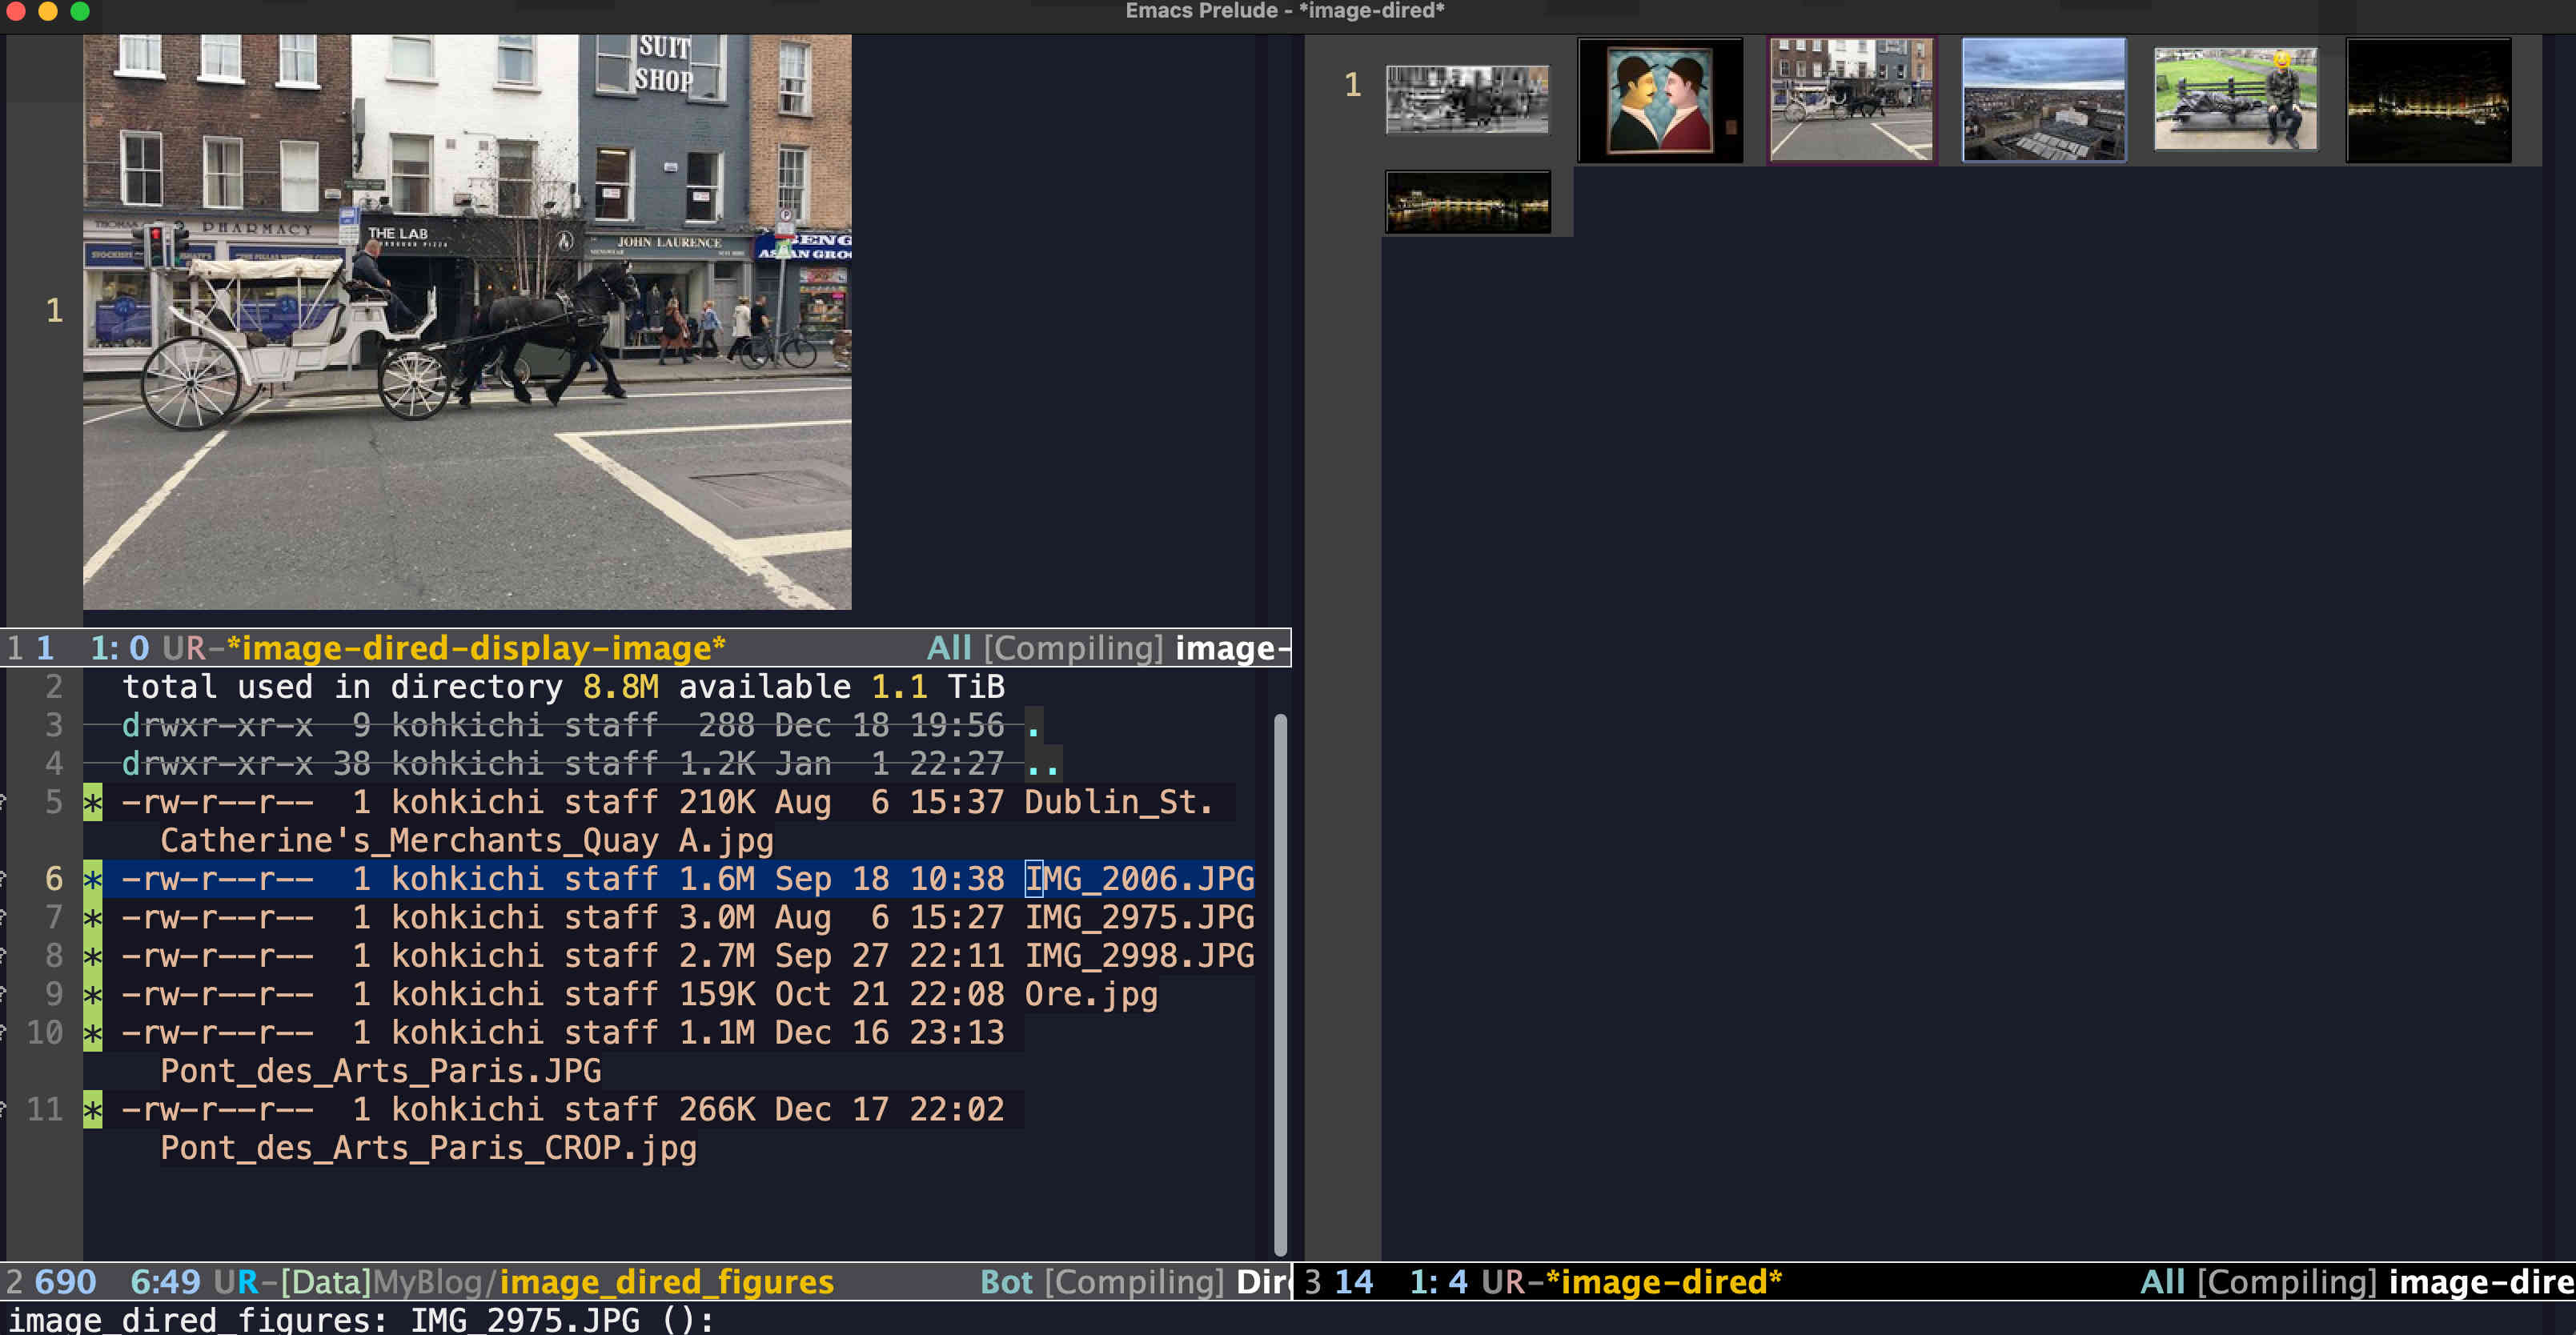 Emacs Prelude - *image-dired*
SUIT
SHOP
PHARMACY
THE LAB
PIZZA
JOHN LAURENCE
MENSWEAR
ASIAN GRO
P
1
1 1 1: 0 UR-*image-dired-display-image* All [Compiling] image-
2 total used in directory 8.8M available 1.1 TiB
3 drwxr-xr-x 9 kohkichi staff 288 Dec 18 19:56 .
4 drwxr-xr-x 38 kohkichi staff 1.2K Jan 1 22:27 ..
5 * -rw-r--r-- 1 kohkichi staff 210K Aug 6 15:37 Dublin_St.
Catherine's_Merchants_Quay A.jpg
6 * -rw-r--r-- 1 kohkichi staff 1.6M Sep 18 10:38 IMG_2006.JPG
7 * -rw-r--r-- 1 kohkichi staff 3.0M Aug 6 15:27 IMG_2975.JPG
8 * -rw-r--r-- 1 kohkichi staff 2.7M Sep 27 22:11 IMG_2998.JPG
9 * -rw-r--r-- 1 kohkichi staff 159K Oct 21 22:08 Ore.jpg
10 * -rw-r--r-- 1 kohkichi staff 1.1M Dec 16 23:13
Pont_des_Arts_Paris.JPG
11 * -rw-r--r-- 1 kohkichi staff 266K Dec 17 22:02
Pont_des_Arts_Paris_CROP.jpg
2 690 6:49 UR-[Data]MyBlog/image_dired_figures Bot [Compiling] Dir
1
3 14 1: 4 UR-*image-dired* All [Compiling] image-dire
image_dired_figures: IMG_2975.JPG ():